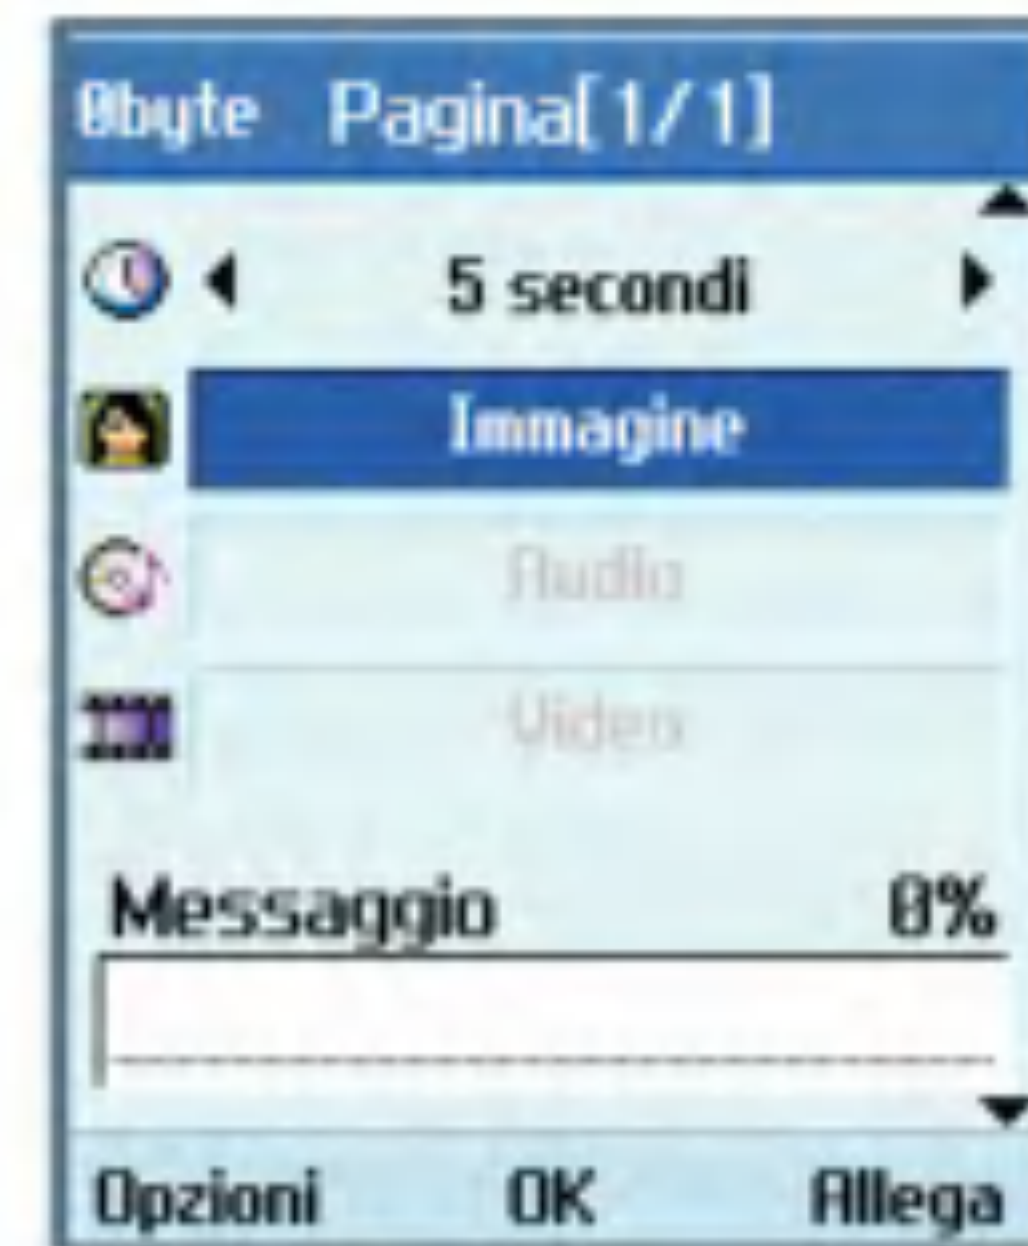 0byte Pagina[1/1]
5 secondi
Immagine
Audio
Video
Messaggio 0%
Opzioni OK Allega